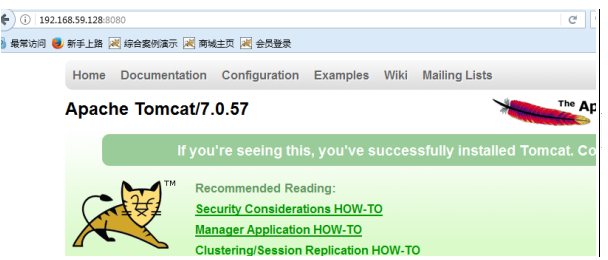 192.168.59.128:8080
最常访问 新手上路 综合案例演示 商城主页 会员登录
Home Documentation Configuration Examples Wiki Mailing Lists
Apache Tomcat/7.0.57
The Ap
If you're seeing this, you've successfully installed Tomcat. Co
TM
Recommended Reading:
Security Considerations HOW-TO
Manager Application HOW-TO
Clustering/Session Replication HOW-TO